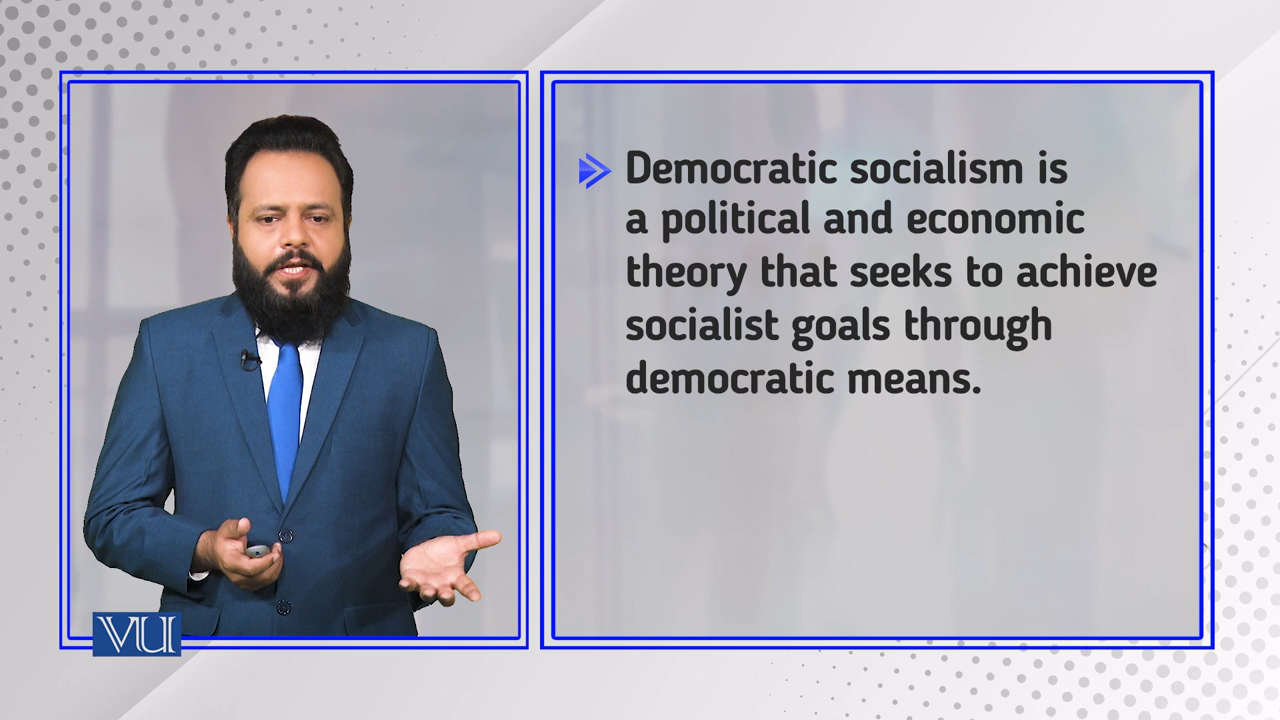 Democratic socialism is
a political and economic
theory that seeks to achieve
socialist goals through
democratic means.
VU